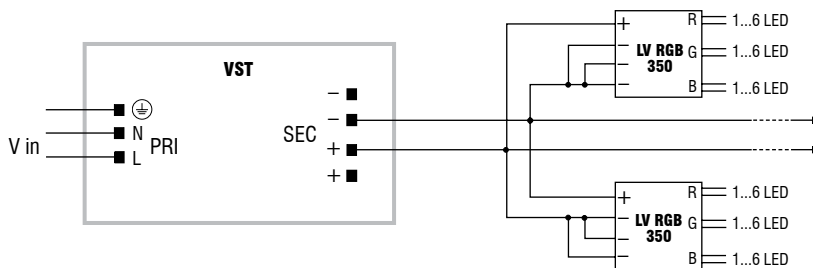 VST
V in
N
L
PRI
SEC
−
−
+
+
+
−
−
−
LV RGB
350
R
G
B
1...6 LED
1...6 LED
1...6 LED
+
−
−
−
LV RGB
350
R
G
B
1...6 LED
1...6 LED
1...6 LED